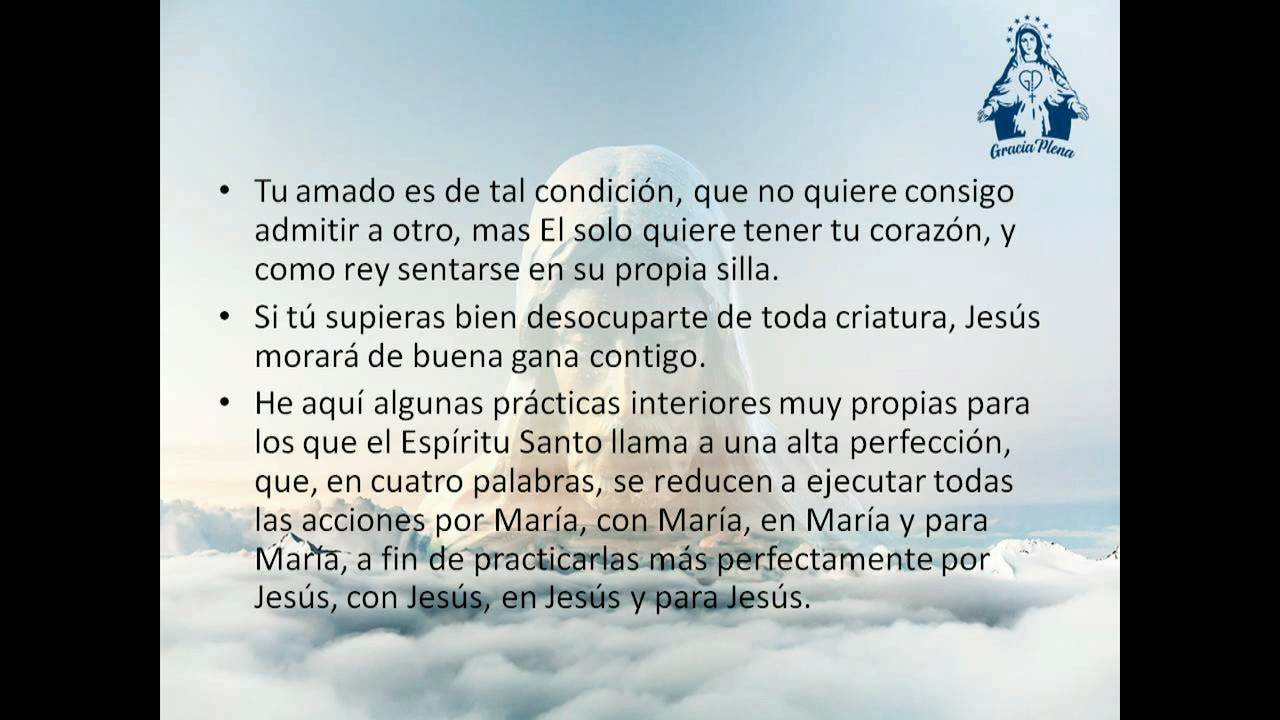 Gracia Plena
• Tu amado es de tal condición, que no quiere consigo
admitir a otro, mas El solo quiere tener tu corazón, y
como rey sentarse en su propia silla.
• Si tú supieras bien desocuparte de toda criatura, Jesús
morará de buena gana contigo.
• He aquí algunas prácticas interiores muy propias para
los que el Espíritu Santo llama a una alta perfección,
que, en cuatro palabras, se reducen a ejecutar todas
las acciones por María, con María, en María y para
María, a fin de practicarlas más perfectamente por
Jesús, con Jesús, en Jesús y para Jesús.